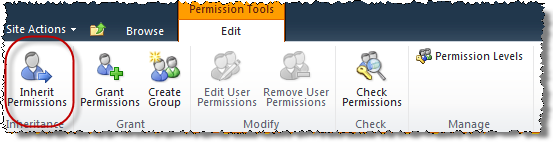 Permission Tools
Site Actions Browse Edit
Inherit Permissions
Grant Permissions
Create Group
Edit User Permissions
Remove User Permissions
Check Permissions
Permission Levels
Inheritance Grant Modify Check Manage